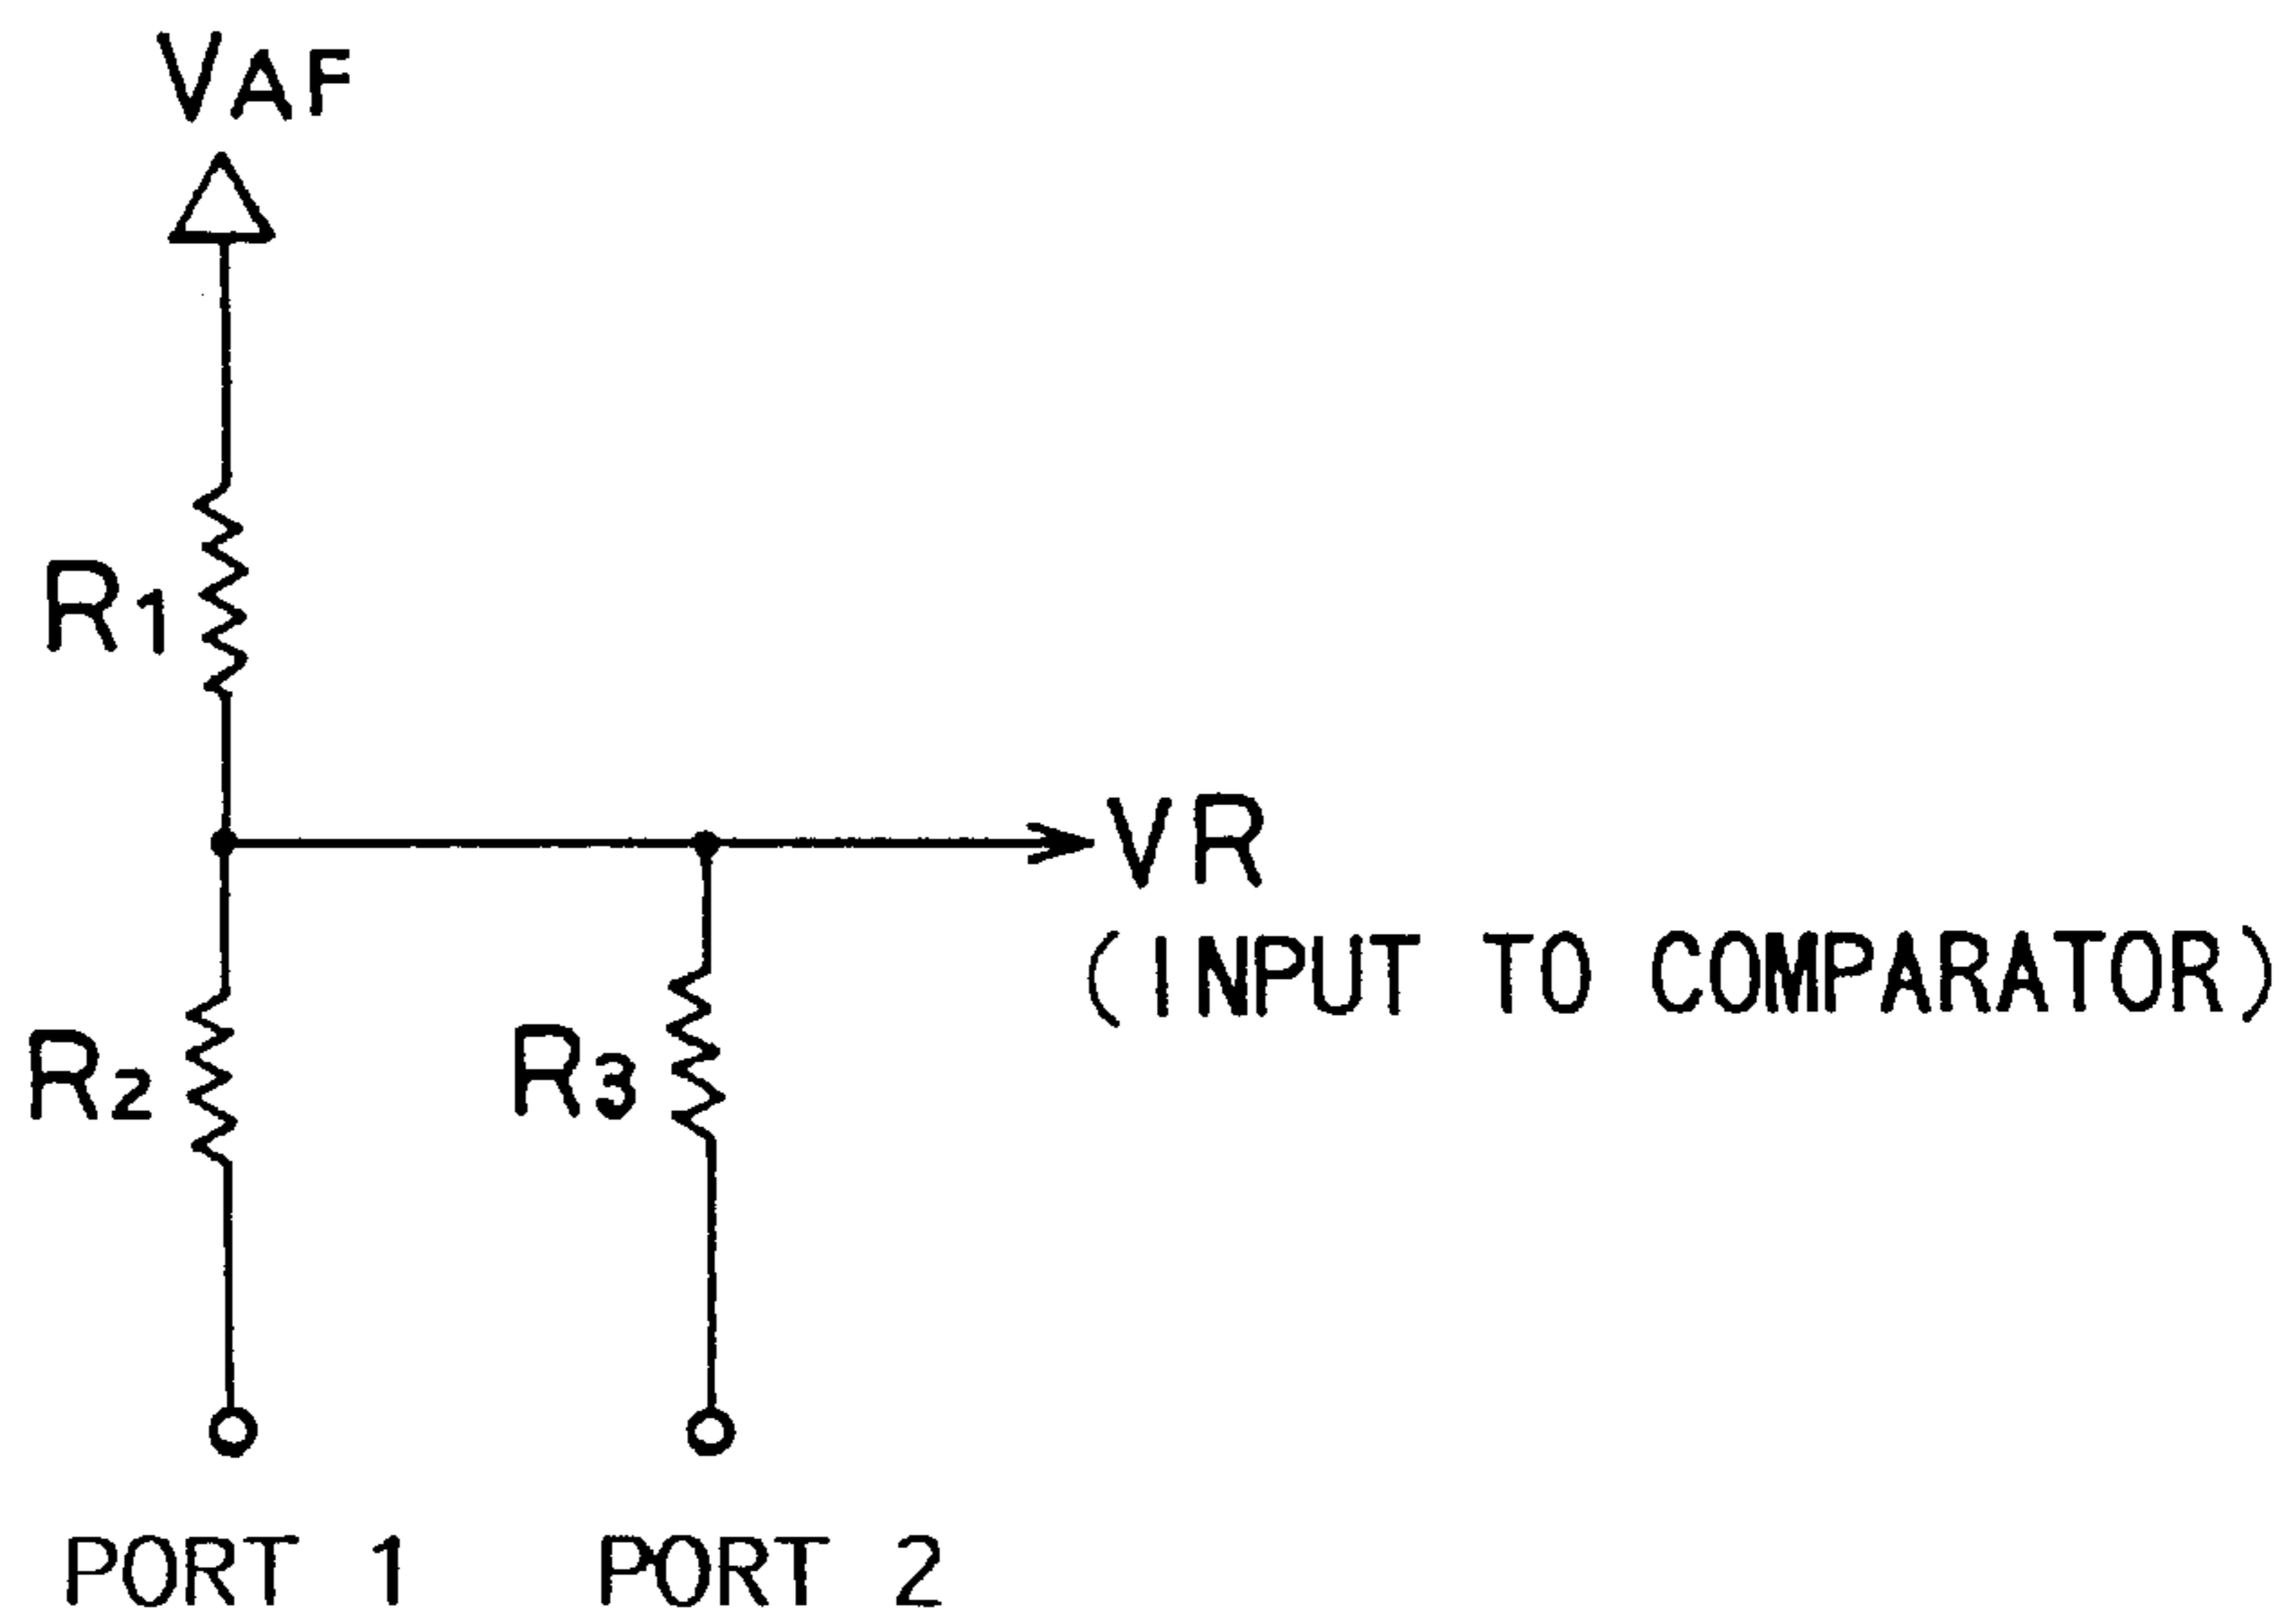 VAF
R1
VR
(INPUT TO COMPARATOR)
R2
R3
PORT 1
PORT 2